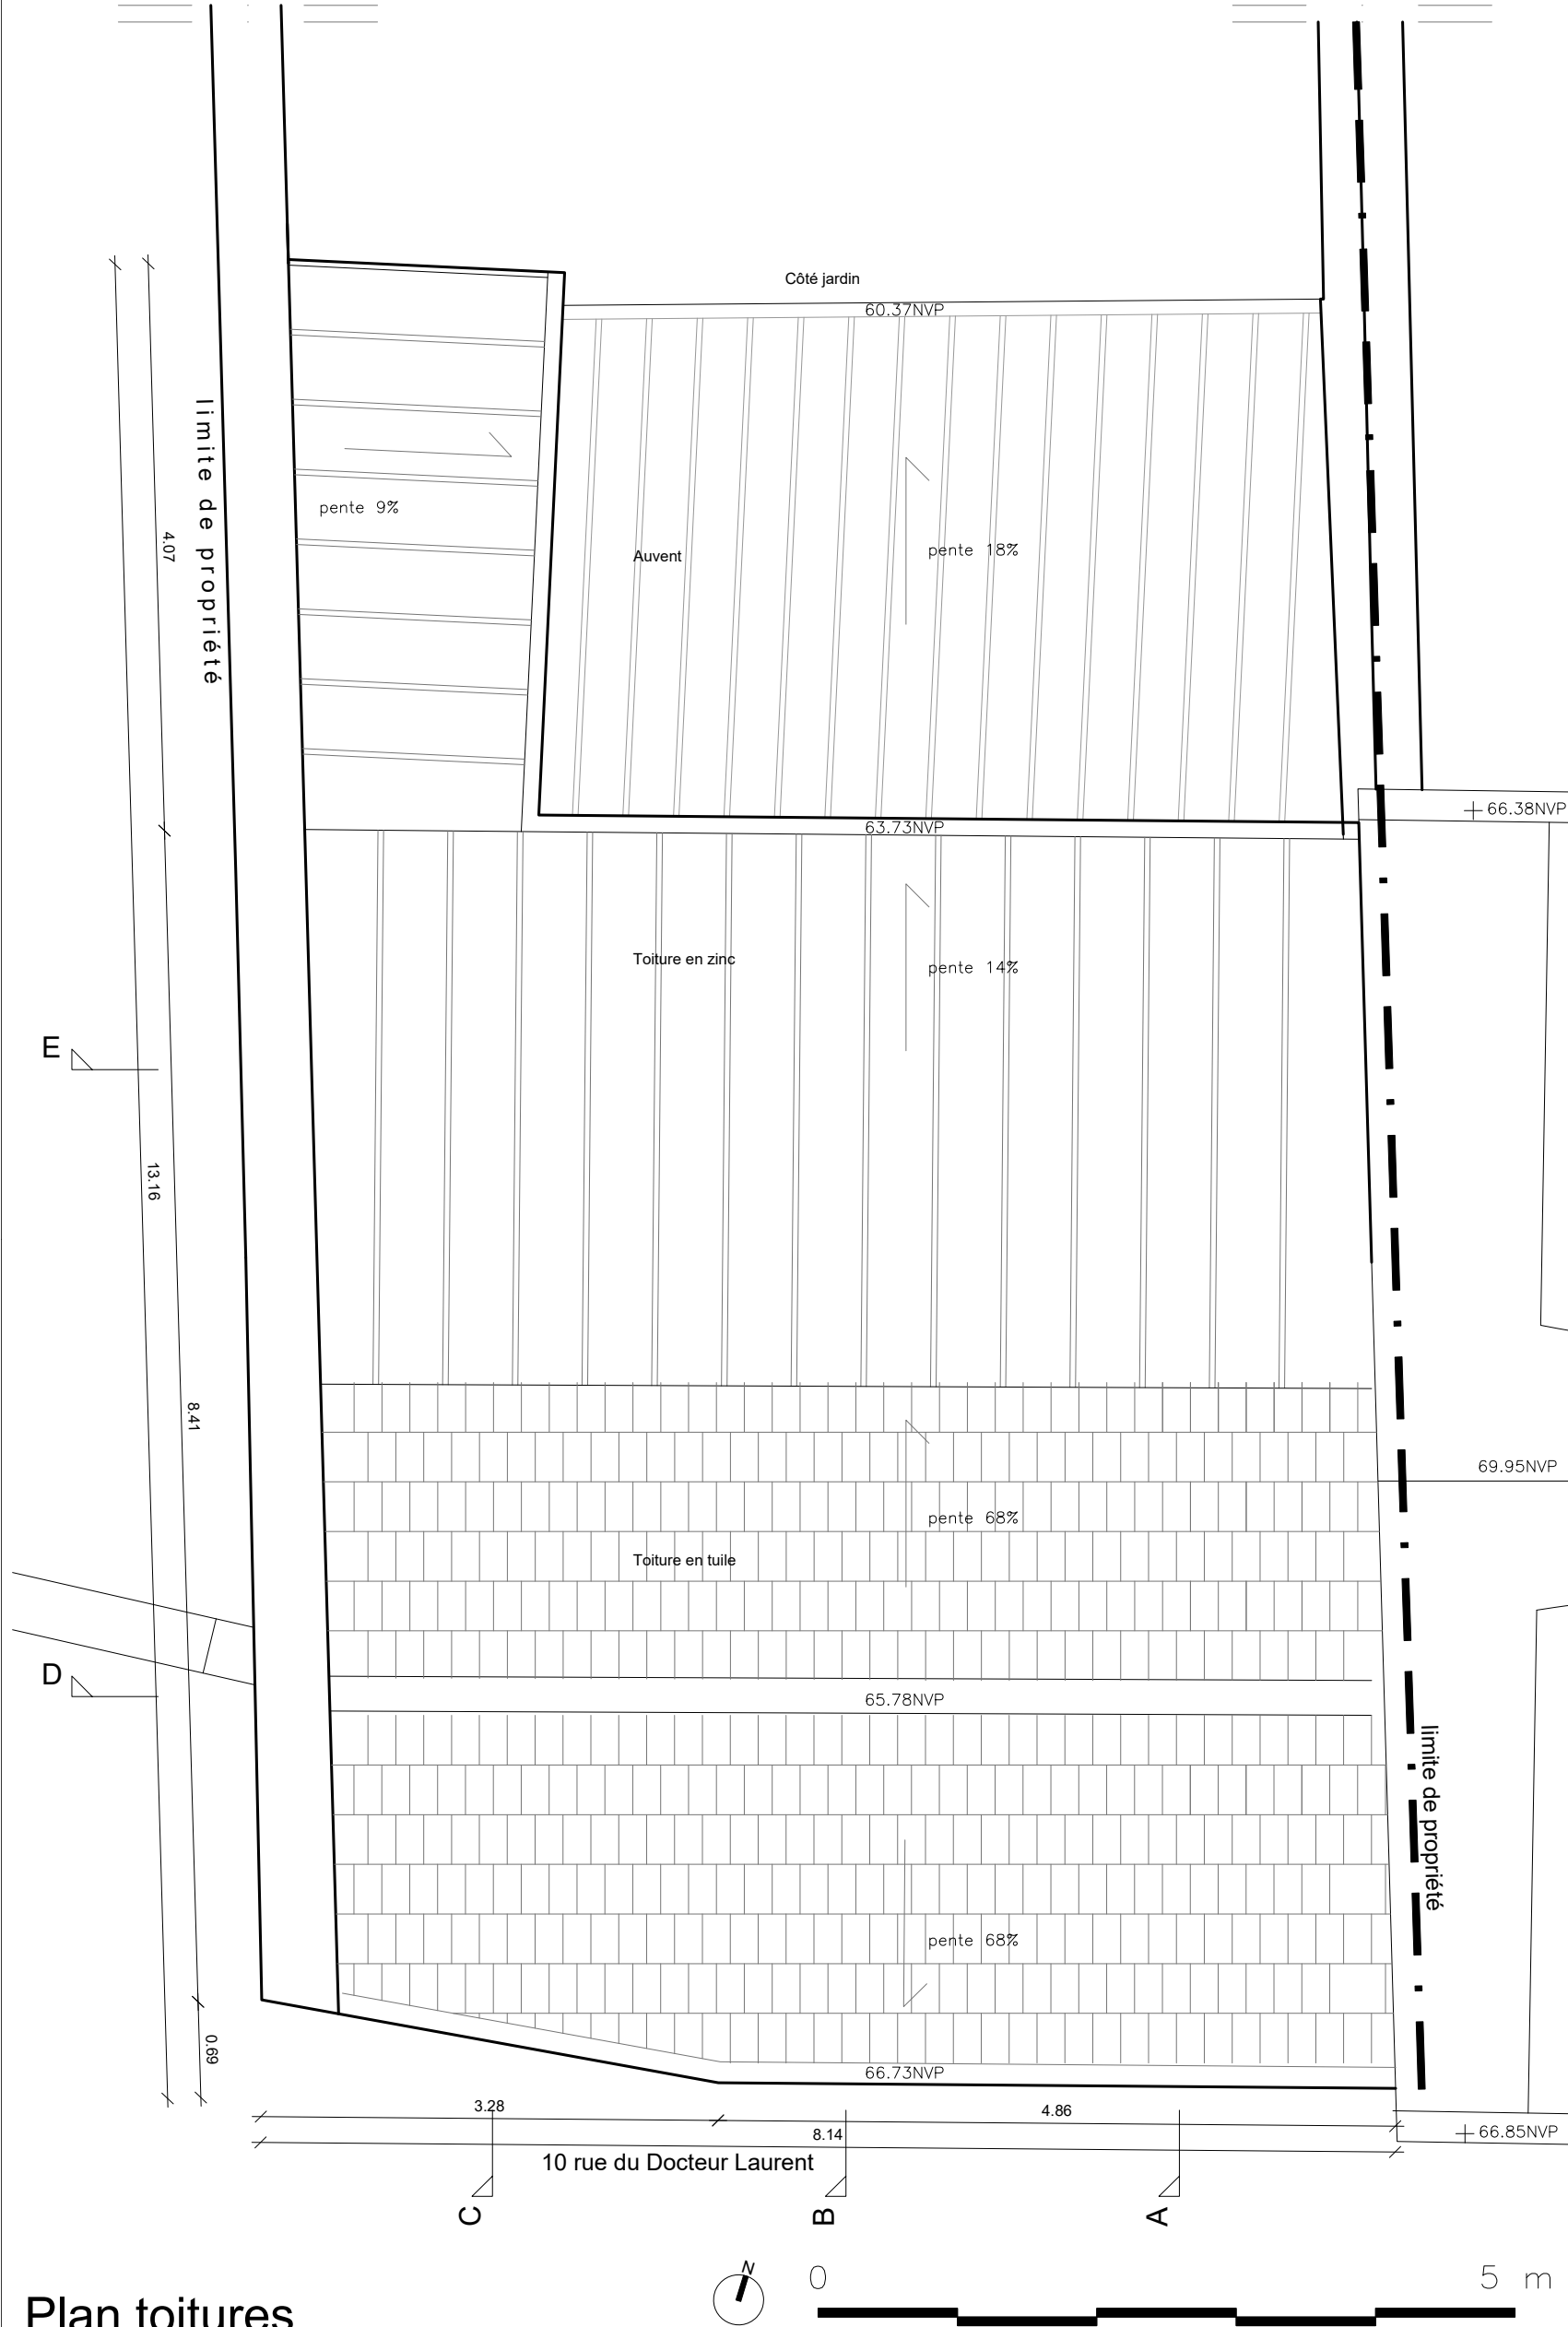 Côté jardin
60.37NVP
limite de propriété
4.07
pente 9%
Auvent
pente 18%
63.73NVP
66.38NVP
Toiture en zinc
pente 14%
E
13.16
8.41
69.95NVP
pente 68%
Toiture en tuile
D
65.78NVP
limite de propriété
pente 68%
0.69
66.73NVP
3.28
4.86
8.14
66.85NVP
10 rue du Docteur Laurent
C
B
A
N
0
5 m
Plan toitures